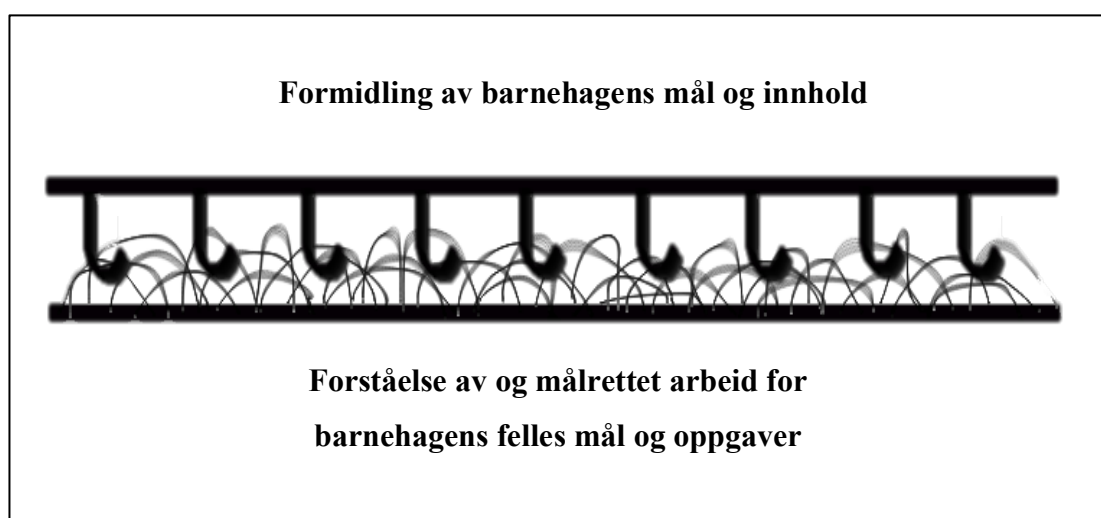 Formidling av barnehagens mål og innhold
Forståelse av og målrettet arbeid for
barnehagens felles mål og oppgaver